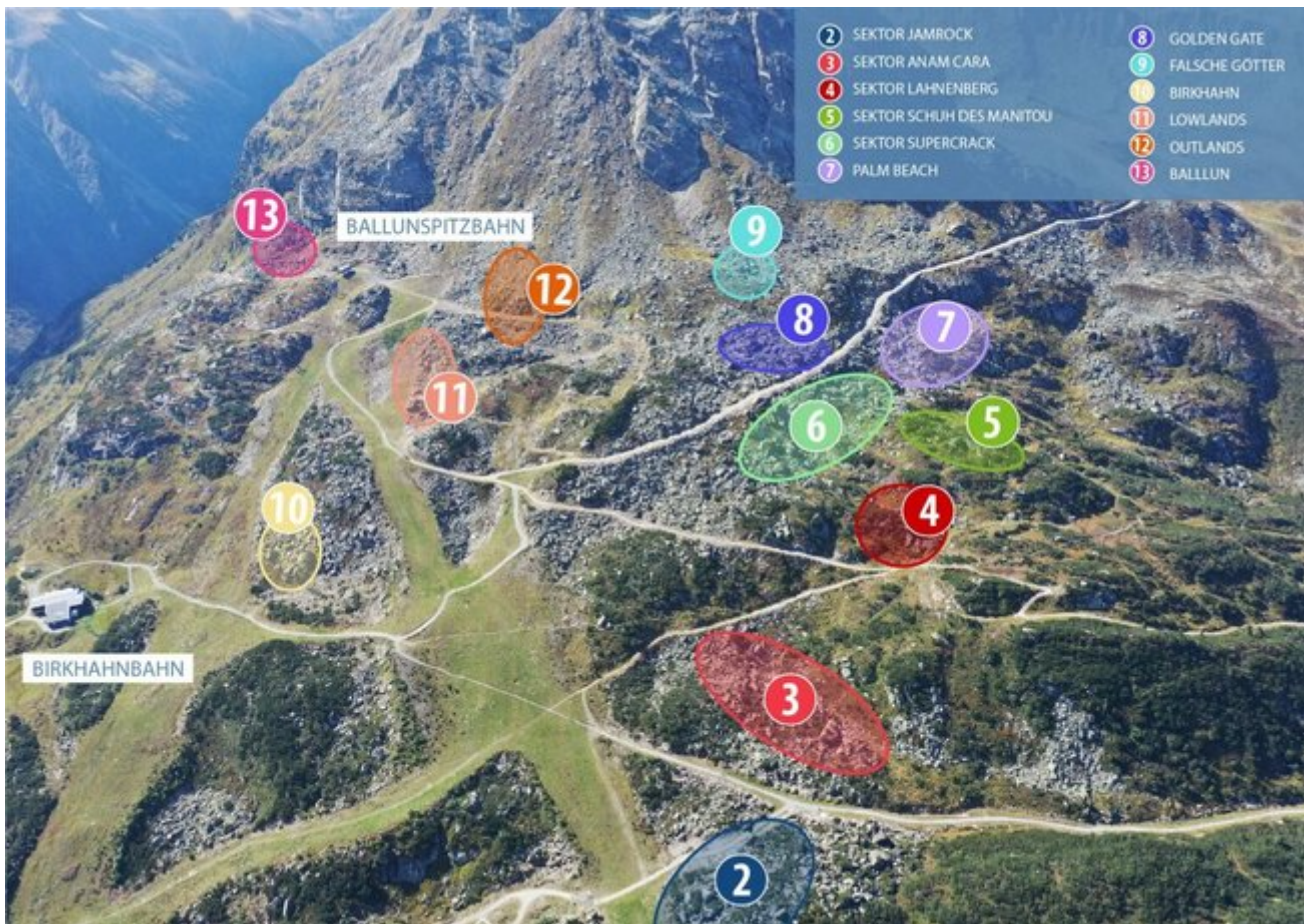 2 SEKTOR JAMROCK
3 SEKTOR ANAM CARA
4 SEKTOR LAHNENBERG
5 SEKTOR SCHUH DES MANITOU
6 SEKTOR SUPERCRACK
7 PALM BEACH
8 GOLDEN GATE
9 FALSCHE GÖTTER
10 BIRKHAHN
11 LOWLANDS
12 OUTLANDS
13 BALLLUN
13
BALLUNSPITZBAHN
9
12
8
7
11
6
5
10
4
BIRKHAHNBAHN
3
2